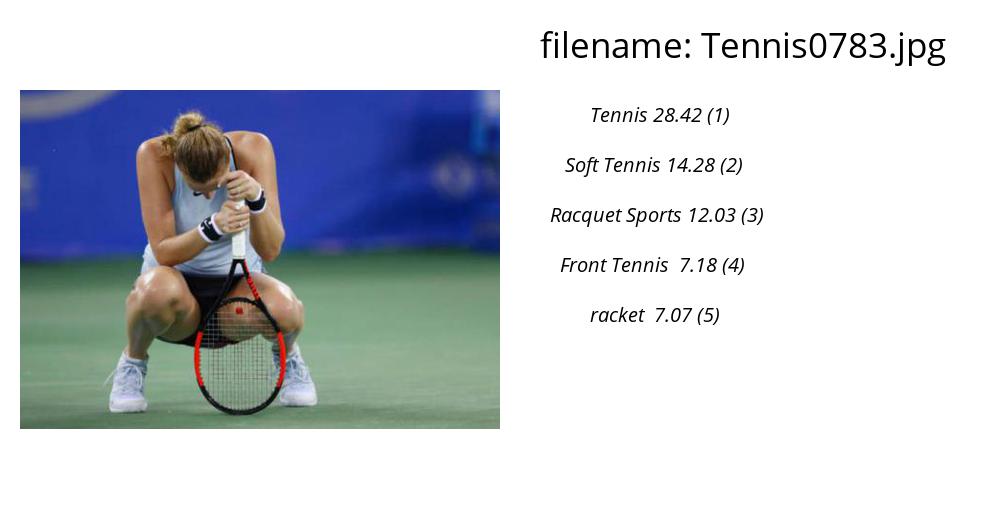 filename: Tennis0783.jpg
Tennis 28.42 (1)
Soft Tennis 14.28 (2)
Racquet Sports 12.03 (3)
Front Tennis 7.18 (4)
racket 7.07 (5)